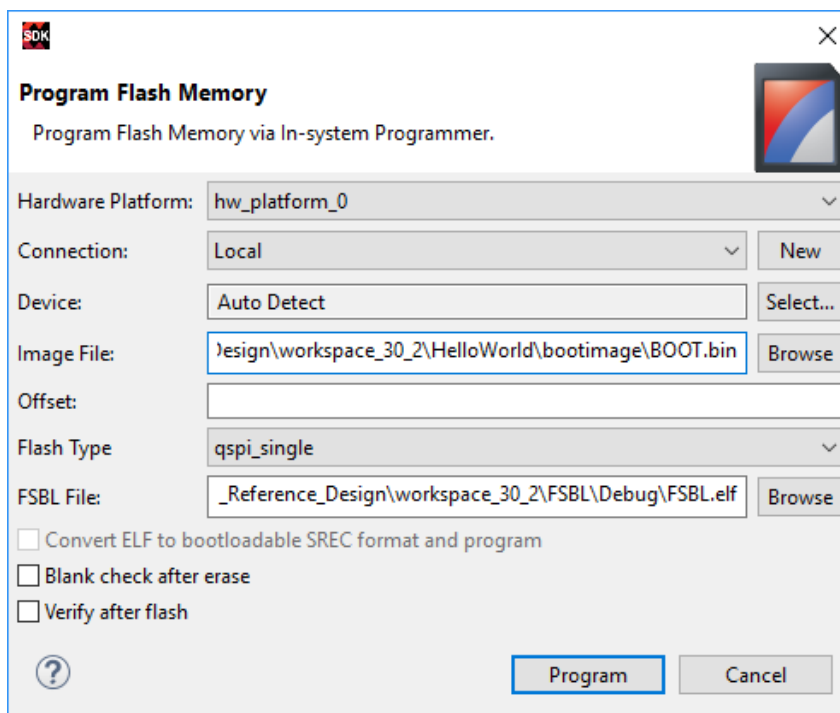 SDK
Program Flash Memory
Program Flash Memory via In-system Programmer.
Hardware Platform: hw_platform_0
Connection: Local New
Device: Auto Detect Select...
Image File: Design\workspace_30_2\HelloWorld\bootimage\BOOT.bin Browse
Offset:
Flash Type qspi_single
FSBL File: _Reference_Design\workspace_30_2\FSBL\Debug\FSBL.elf Browse
Convert ELF to bootloadable SREC format and program
Blank check after erase
Verify after flash
? Program Cancel